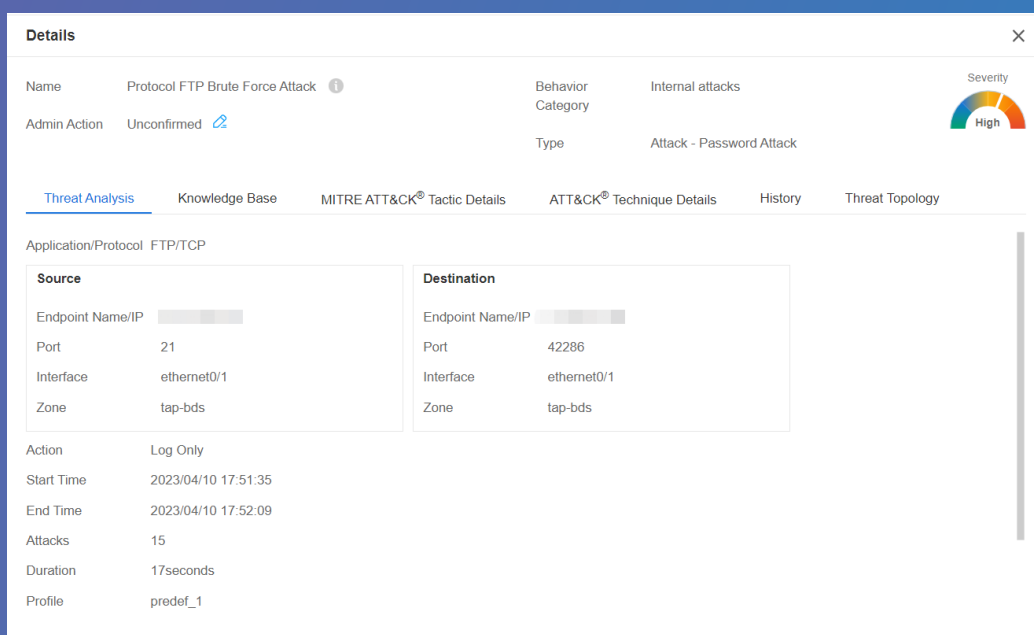 Details
Name Protocol FTP Brute Force Attack
Behavior Category Internal attacks
Severity
High
Admin Action Unconfirmed
Type Attack - Password Attack
Threat Analysis Knowledge Base MITRE ATT&CK® Tactic Details ATT&CK® Technique Details History Threat Topology
Application/Protocol FTP/TCP
Source
Endpoint Name/IP
Port 21
Interface ethernet0/1
Zone tap-bds
Destination
Endpoint Name/IP
Port 42286
Interface ethernet0/1
Zone tap-bds
Action Log Only
Start Time 2023/04/10 17:51:35
End Time 2023/04/10 17:52:09
Attacks 15
Duration 17seconds
Profile predef_1